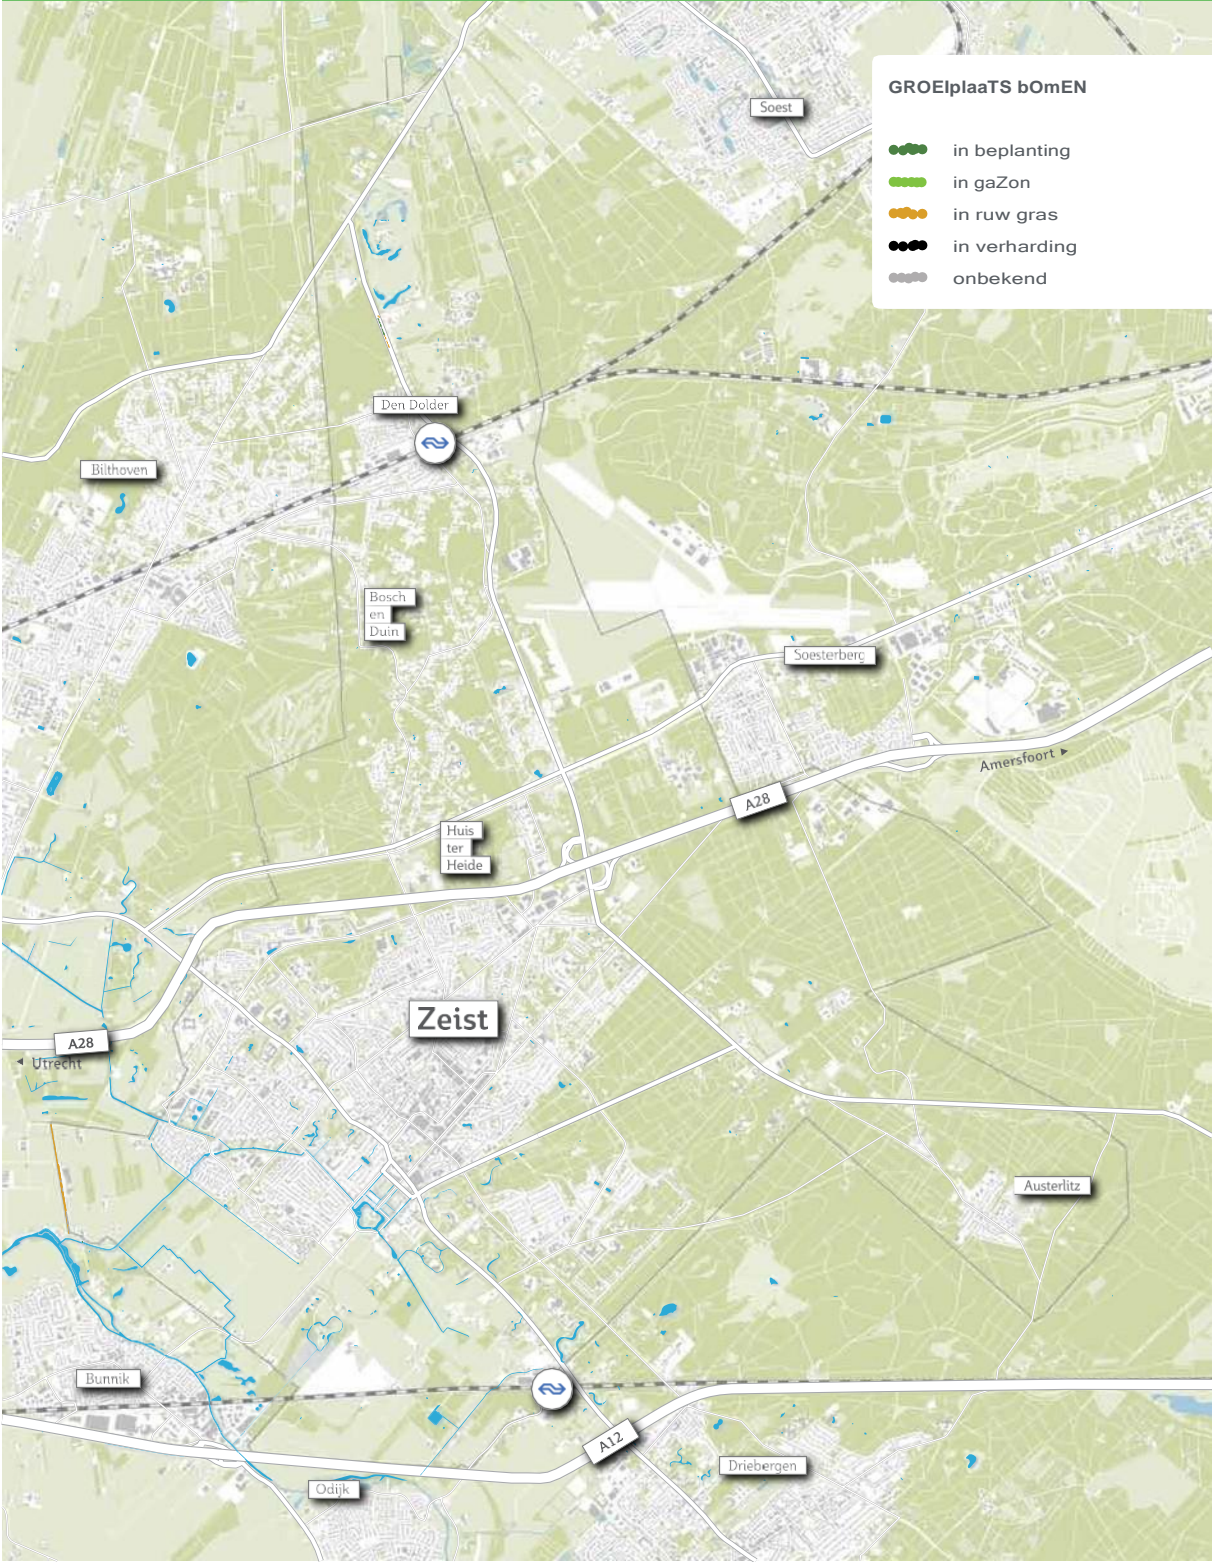 GROEIplaaTS bOmEN
in beplanting
in gaZon
in ruw gras
in verharding
onbekend
Soest
Den Dolder
Bilthoven
Bosch
en
Duin
Soesterberg
Amersfoort
A28
Huis
ter
Heide
Zeist
A28
Utrecht
Austerlitz
Bunnik
A12
Driebergen
Odijk